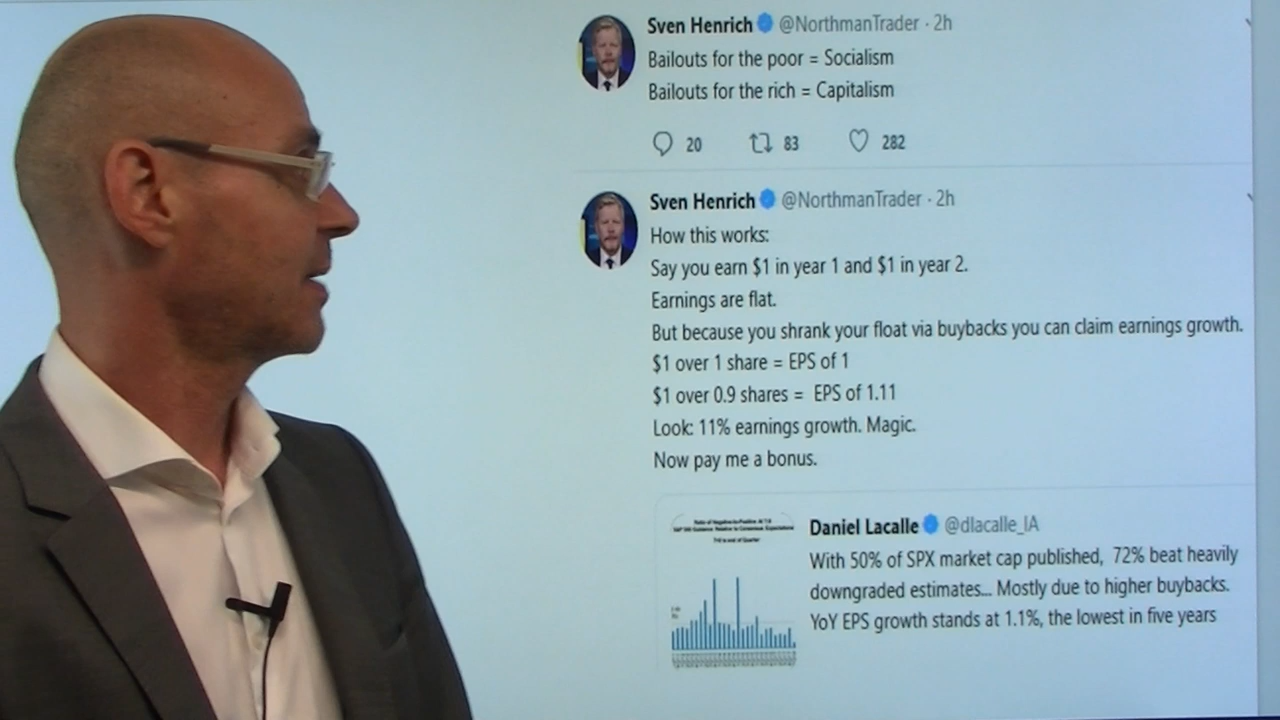 Sven Henrich @NorthmanTrader · 2h
Bailouts for the poor = Socialism
Bailouts for the rich = Capitalism
20 83 282
Sven Henrich @NorthmanTrader · 2h
How this works:
Say you earn $1 in year 1 and $1 in year 2.
Earnings are flat.
But because you shrank your float via buybacks you can claim earnings growth.
$1 over 1 share = EPS of 1
$1 over 0.9 shares = EPS of 1.11
Look: 11% earnings growth. Magic.
Now pay me a bonus.
Daniel Lacalle @dlacalle_IA
With 50% of SPX market cap published, 72% beat heavily
downgraded estimates... Mostly due to higher buybacks.
YoY EPS growth stands at 1.1%, the lowest in five years